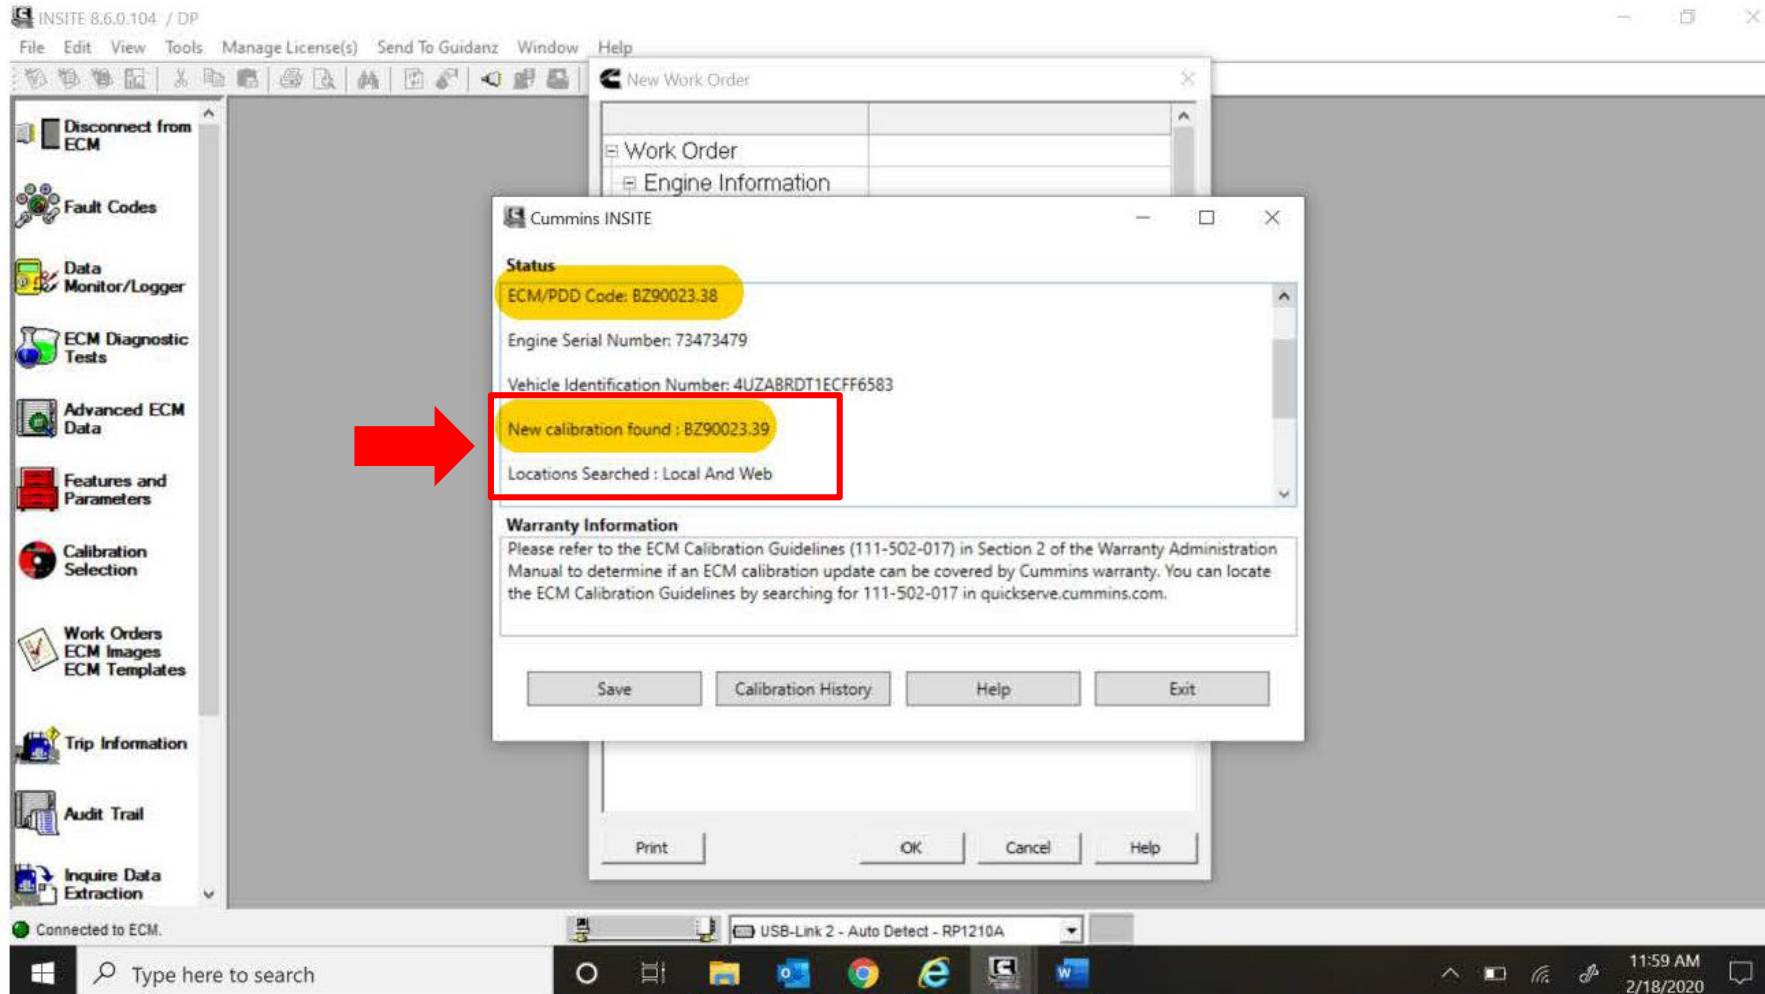 INSITE 8.6.0.104 / DP
File Edit View Tools Manage License(s) Send To Guidanz Window Help
New Work Order
Disconnect from
ECM
Work Order
Engine Information
Fault Codes
Cummins INSITE
Status
Data
Monitor/Logger
ECM/PDD Code: BZ90023.38
ECM Diagnostic
Tests
Engine Serial Number: 73473479
Vehicle Identification Number: 4UZABRDT1ECFF6583
Advanced ECM
Data
New calibration found : BZ90023.39
Locations Searched : Local And Web
Features and
Parameters
Warranty Information
Please refer to the ECM Calibration Guidelines (111-502-017) in Section 2 of the Warranty Administration
Manual to determine if an ECM calibration update can be covered by Cummins warranty. You can locate
the ECM Calibration Guidelines by searching for 111-502-017 in quickserve.cummins.com.
Calibration
Selection
Work Orders
ECM Images
ECM Templates
Save Calibration History Help Exit
Trip Information
Audit Trail
Print OK Cancel Help
Inquire Data
Extraction
Connected to ECM.
USB-Link 2 - Auto Detect - RP1210A
Type here to search
11:59 AM
2/18/2020